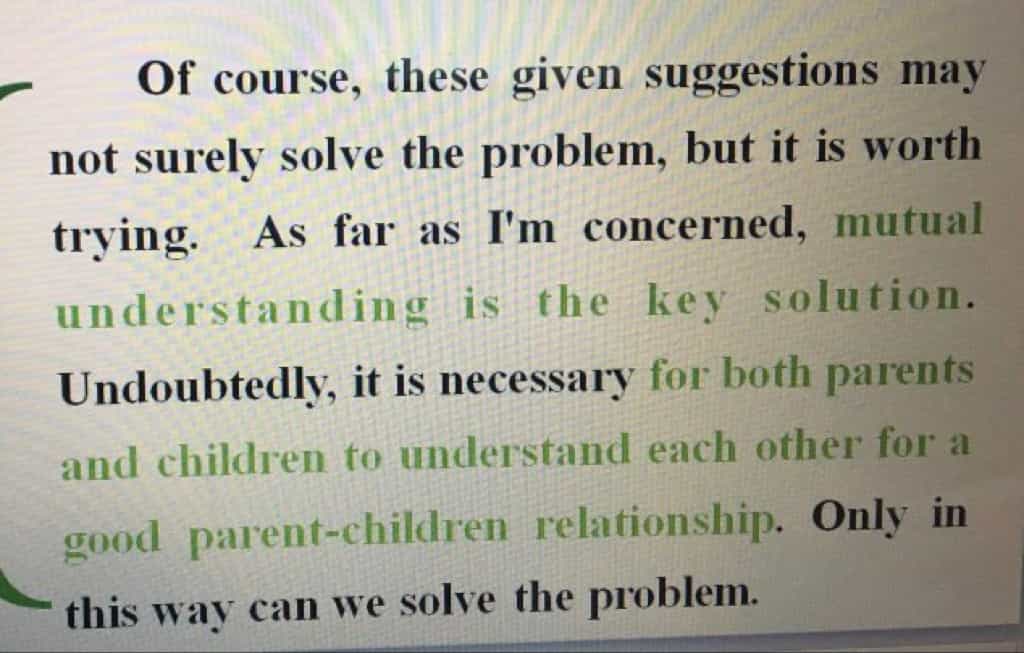 Of course, these given suggestions may
not surely solve the problem, but it is worth
trying. As far as I'm concerned, mutual
understanding is the key solution.
Undoubtedly, it is necessary for both parents
and children to understand each other for a
good parent-children relationship. Only in
this way can we solve the problem.